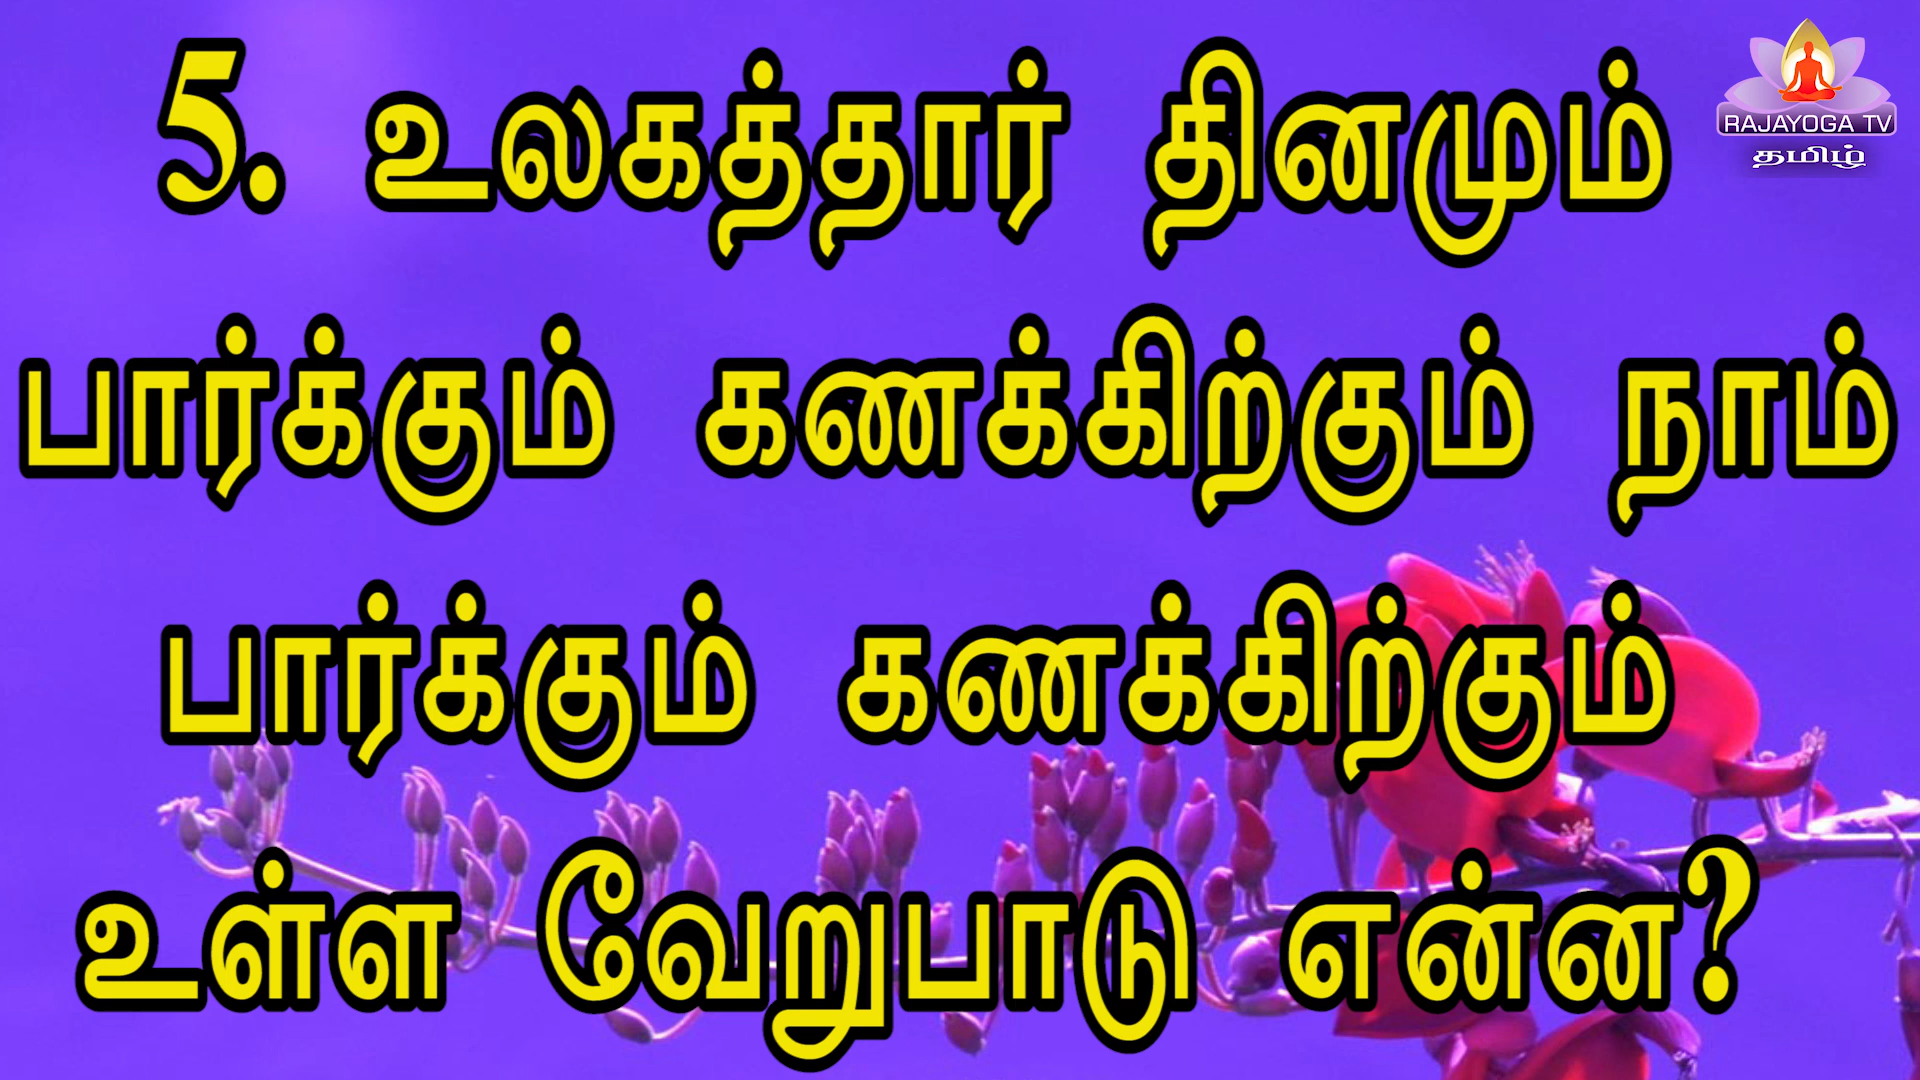 5. உலகத்தார் தினமும்
பார்க்கும் கணக்கிற்கும் நாம்
பார்க்கும் கணக்கிற்கும்
உள்ள வேறுபாடு என்ன?
RAJAYOGA TV
தமிழ்